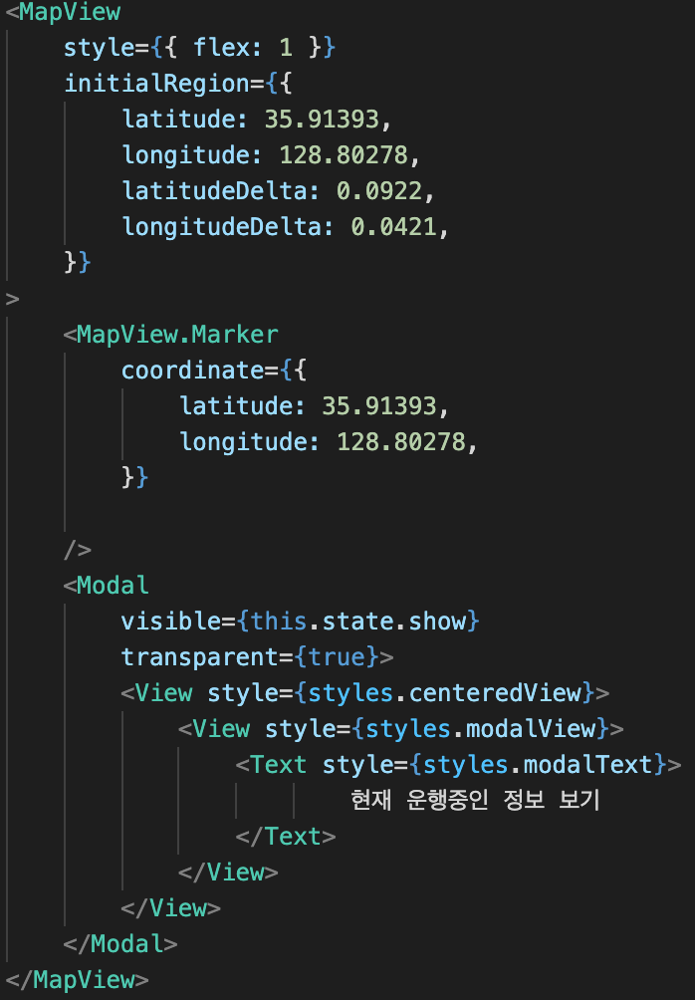 <MapView
style={{ flex: 1 }}
initialRegion={{
latitude: 35.91393,
longitude: 128.80278,
latitudeDelta: 0.0922,
longitudeDelta: 0.0421,
}}
>
<MapView.Marker
coordinate={{
latitude: 35.91393,
longitude: 128.80278,
}}
/>
<Modal
visible={this.state.show}
transparent={true}>
<View style={styles.centeredView}>
<View style={styles.modalView}>
<Text style={styles.modalText}>
현재 운행중인 정보 보기
</Text>
</View>
</View>
</Modal>
</MapView>